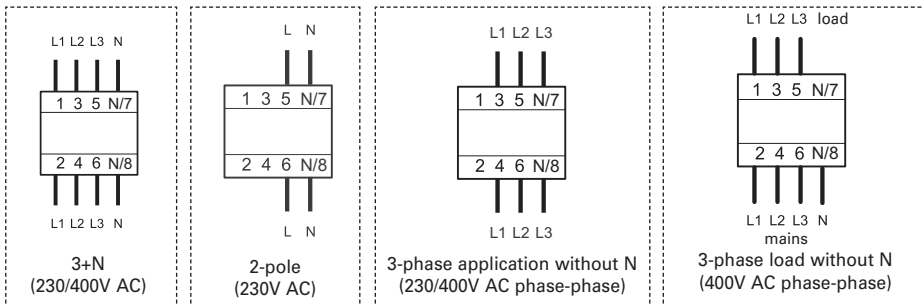 L1 L2 L3 N
1 3 5 N/7
2 4 6 N/8
L1 L2 L3 N
3+N
(230/400V AC)
L N
1 3 5 N/7
2 4 6 N/8
L N
2-pole
(230V AC)
L1 L2 L3
1 3 5 N/7
2 4 6 N/8
L1 L2 L3
3-phase application without N
(230/400V AC phase-phase)
L1 L2 L3 load
1 3 5 N/7
2 4 6 N/8
L1 L2 L3 N
mains
3-phase load without N
(400V AC phase-phase)